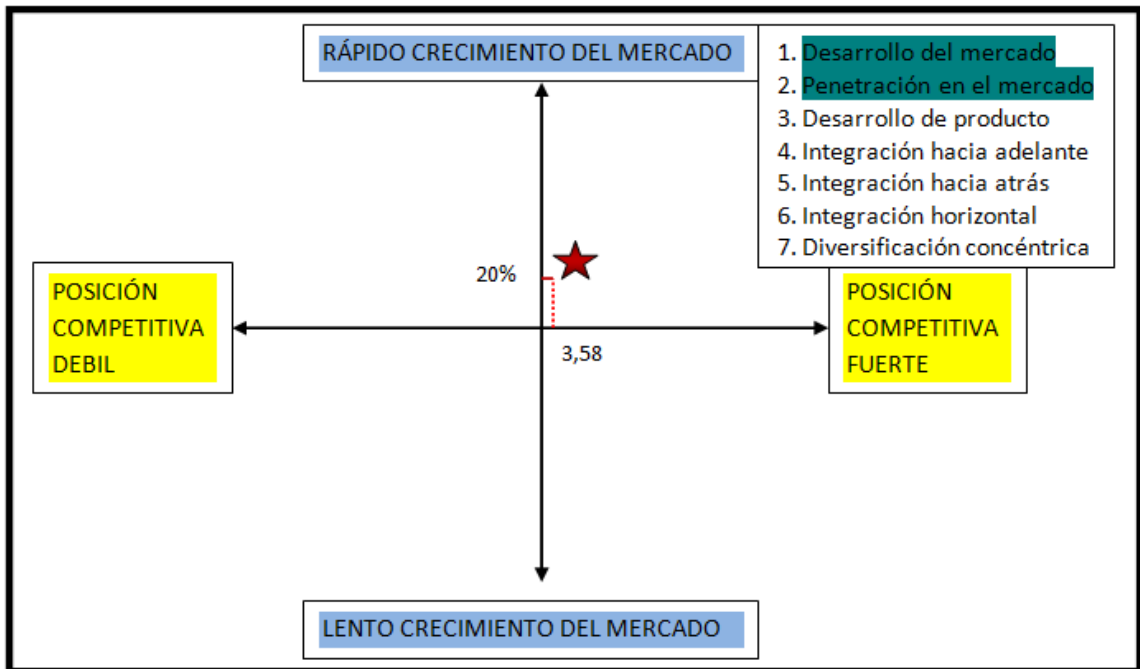 RÁPIDO CRECIMIENTO DEL MERCADO
1. Desarrollo del mercado
2. Penetración en el mercado
3. Desarrollo de producto
4. Integración hacia adelante
5. Integración hacia atrás
6. Integración horizontal
7. Diversificación concéntrica
20%
POSICIÓN
COMPETITIVA
DEBIL
3,58
POSICIÓN
COMPETITIVA
FUERTE
LENTO CRECIMIENTO DEL MERCADO